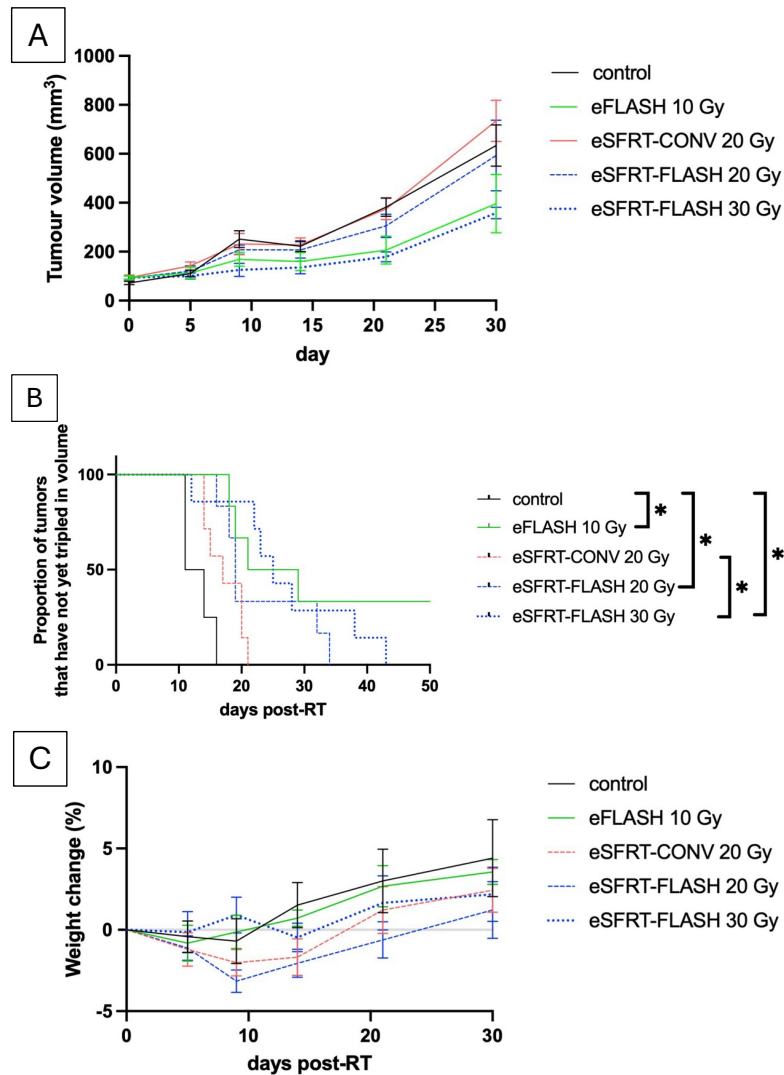 A
Tumour volume (mm³)
1000
800
600
400
200
0
0 5 10 15 20 25 30
day
control
eFLASH 10 Gy
eSFRT-CONV 20 Gy
eSFRT-FLASH 20 Gy
eSFRT-FLASH 30 Gy
B
Proportion of tumors
that have not yet tripled in volume
100
50
0
0 10 20 30 40 50
days post-RT
control
eFLASH 10 Gy
eSFRT-CONV 20 Gy
eSFRT-FLASH 20 Gy
eSFRT-FLASH 30 Gy
*
*
*
*
C
Weight change (%)
10
5
0
-5
0 10 20 30
days post-RT
control
eFLASH 10 Gy
eSFRT-CONV 20 Gy
eSFRT-FLASH 20 Gy
eSFRT-FLASH 30 Gy